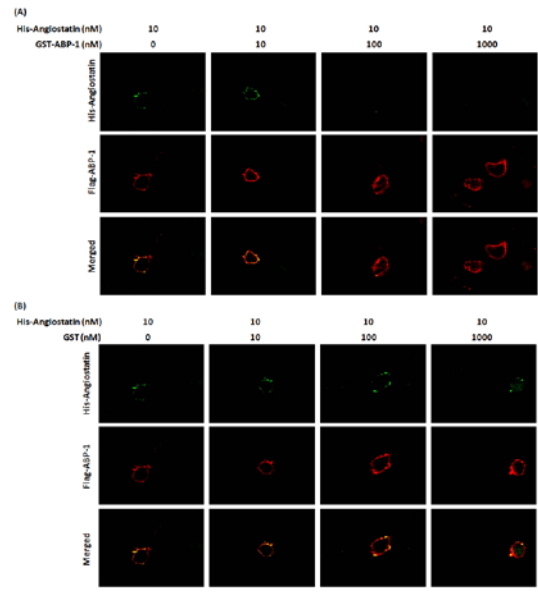 (A)
His-Angiostatin (nM) 10 10 10 10
GST-ABP-1 (nM) 0 10 100 1000
His-Angiostatin
Flag-ABP-1
Merged
(B)
His-Angiostatin (nM) 10 10 10 10
GST (nM) 0 10 100 1000
His-Angiostatin
Flag-ABP-1
Merged